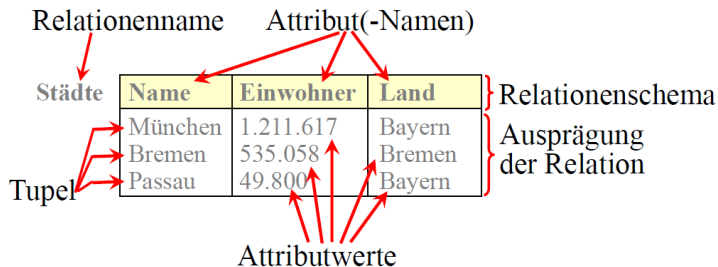 Relationenname Attribut(-Namen)
Städte Name Einwohner Land Relationenschema
München 1.211.617 Bayern Ausprägung
Bremen 535.058 Bremen der Relation
Tupel Passau 49.800 Bayern
Attributwerte